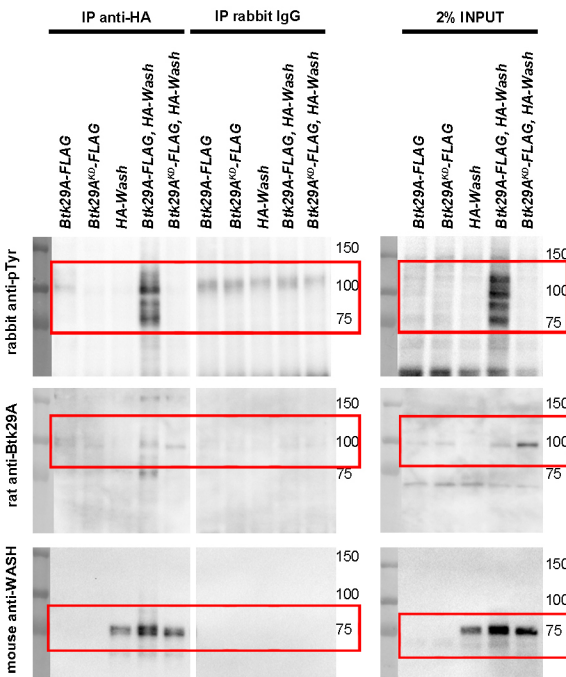 IP anti-HA
IP rabbit IgG
2% INPUT
Btk29A-FLAG
Btk29AKD-FLAG
HA-Wash
Btk29A-FLAG, HA-Wash
Btk29AKD-FLAG, HA-Wash
Btk29A-FLAG
Btk29AKD-FLAG
HA-Wash
Btk29A-FLAG, HA-Wash
Btk29AKD-FLAG, HA-Wash
Btk29A-FLAG
Btk29AKD-FLAG
HA-Wash
Btk29A-FLAG, HA-Wash
Btk29AKD-FLAG, HA-Wash
rabbit anti-pTyr
150
100
75
150
100
75
rat anti-Btk29A
150
100
75
150
100
75
mouse anti-WASH
150
100
75
150
100
75